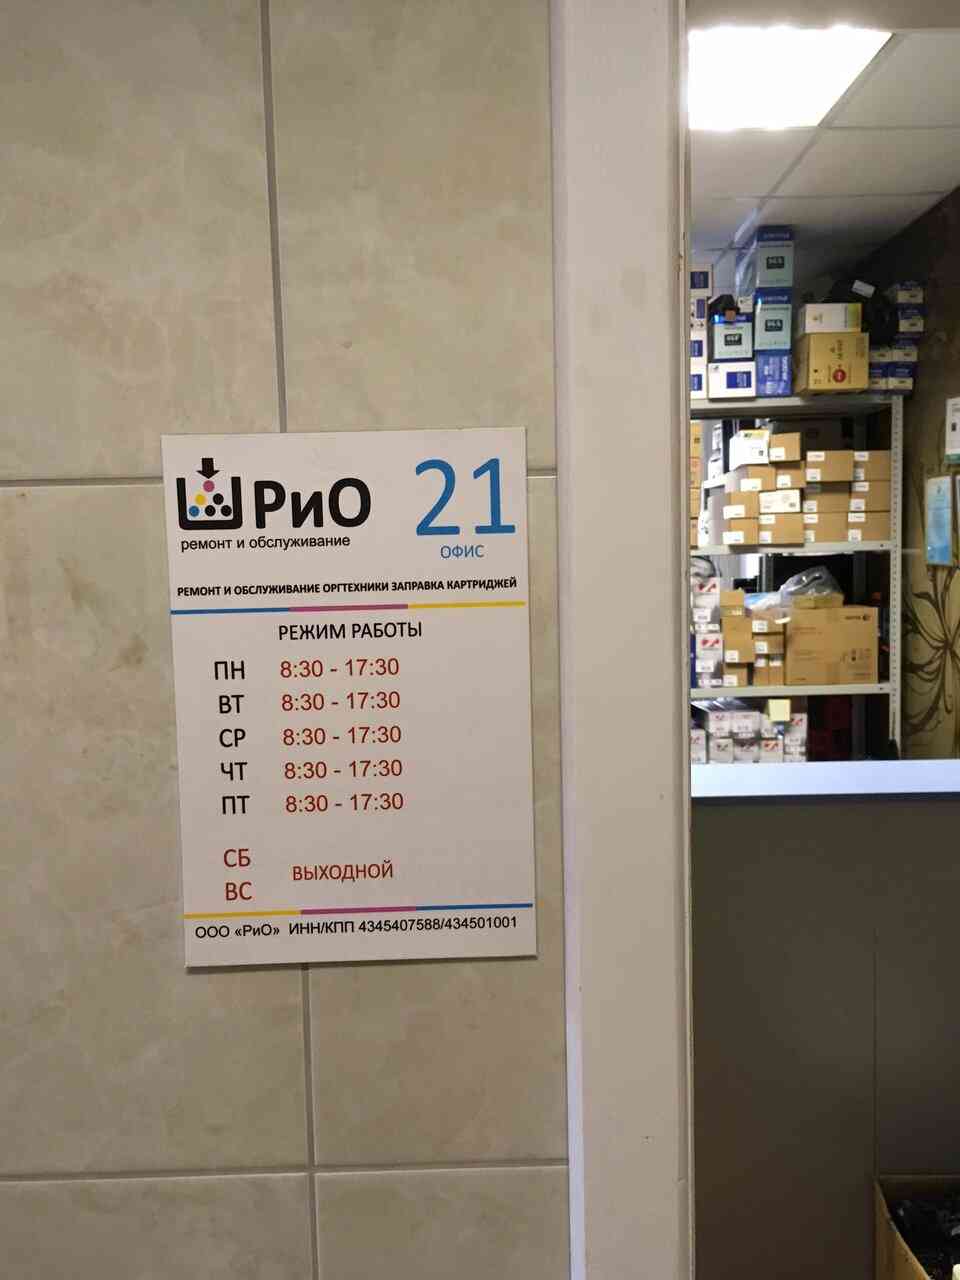 РиО
ремонт и обслуживание
21
ОФИС
РЕМОНТ И ОБСЛУЖИВАНИЕ ОРГТЕХНИКИ ЗАПРАВКА КАРТРИДЖЕЙ
РЕЖИМ РАБОТЫ
ПН 8:30 - 17:30
ВТ 8:30 - 17:30
СР 8:30 - 17:30
ЧТ 8:30 - 17:30
ПТ 8:30 - 17:30
СБ
ВС
ВЫХОДНОЙ
ООО «РиО» ИНН/КПП 4345407588/434501001